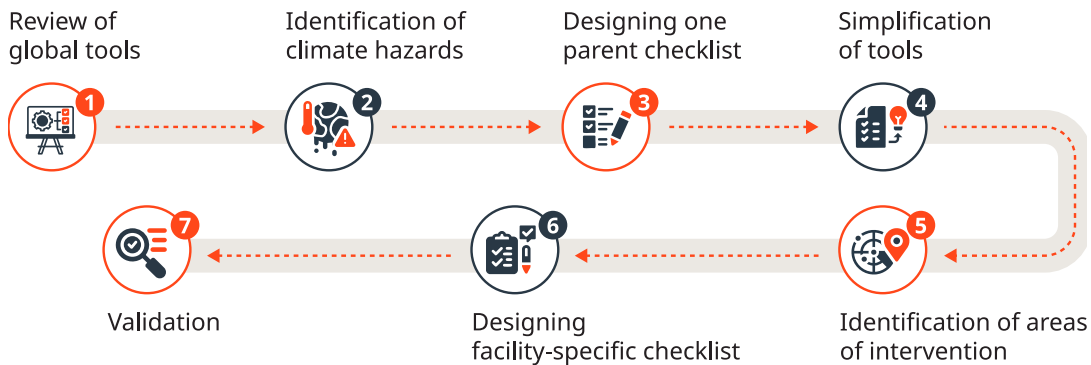 Review of
global tools
1
Identification of
climate hazards
2
Designing one
parent checklist
3
Simplification
of tools
4
5
Identification of areas
of intervention
6
Designing
facility-specific checklist
7
Validation